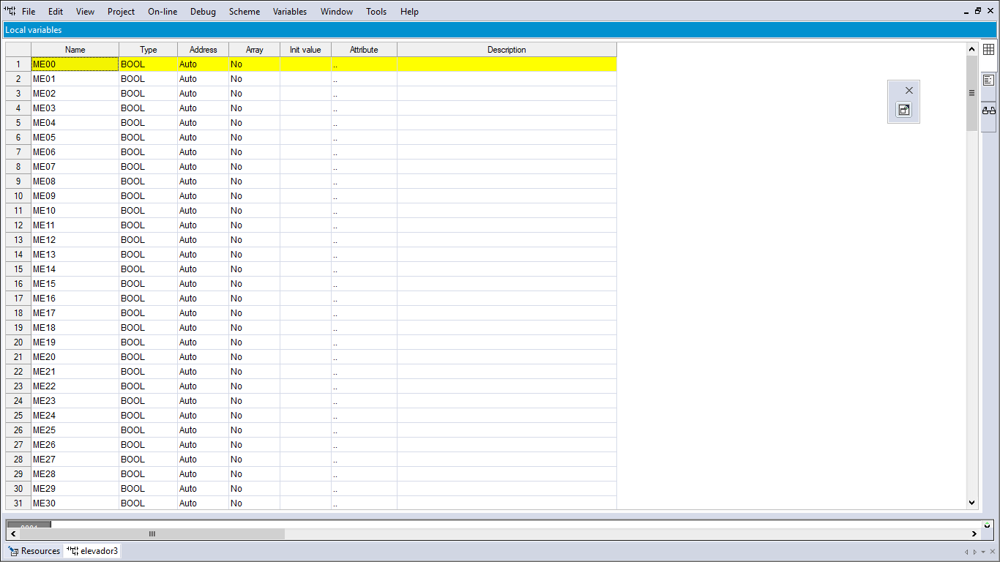 File Edit View Project On-line Debug Scheme Variables Window Tools Help
Local variables
Name Type Address Array Init value Attribute Description
1 ME00 BOOL Auto No ..
2 ME01 BOOL Auto No ..
3 ME02 BOOL Auto No ..
4 ME03 BOOL Auto No ..
5 ME04 BOOL Auto No ..
6 ME05 BOOL Auto No ..
7 ME06 BOOL Auto No ..
8 ME07 BOOL Auto No ..
9 ME08 BOOL Auto No ..
10 ME09 BOOL Auto No ..
11 ME10 BOOL Auto No ..
12 ME11 BOOL Auto No ..
13 ME12 BOOL Auto No ..
14 ME13 BOOL Auto No ..
15 ME14 BOOL Auto No ..
16 ME15 BOOL Auto No ..
17 ME16 BOOL Auto No ..
18 ME17 BOOL Auto No ..
19 ME18 BOOL Auto No ..
20 ME19 BOOL Auto No ..
21 ME20 BOOL Auto No ..
22 ME21 BOOL Auto No ..
23 ME22 BOOL Auto No ..
24 ME23 BOOL Auto No ..
25 ME24 BOOL Auto No ..
26 ME25 BOOL Auto No ..
27 ME26 BOOL Auto No ..
28 ME27 BOOL Auto No ..
29 ME28 BOOL Auto No ..
30 ME29 BOOL Auto No ..
31 ME30 BOOL Auto No ..
Resources elevador3